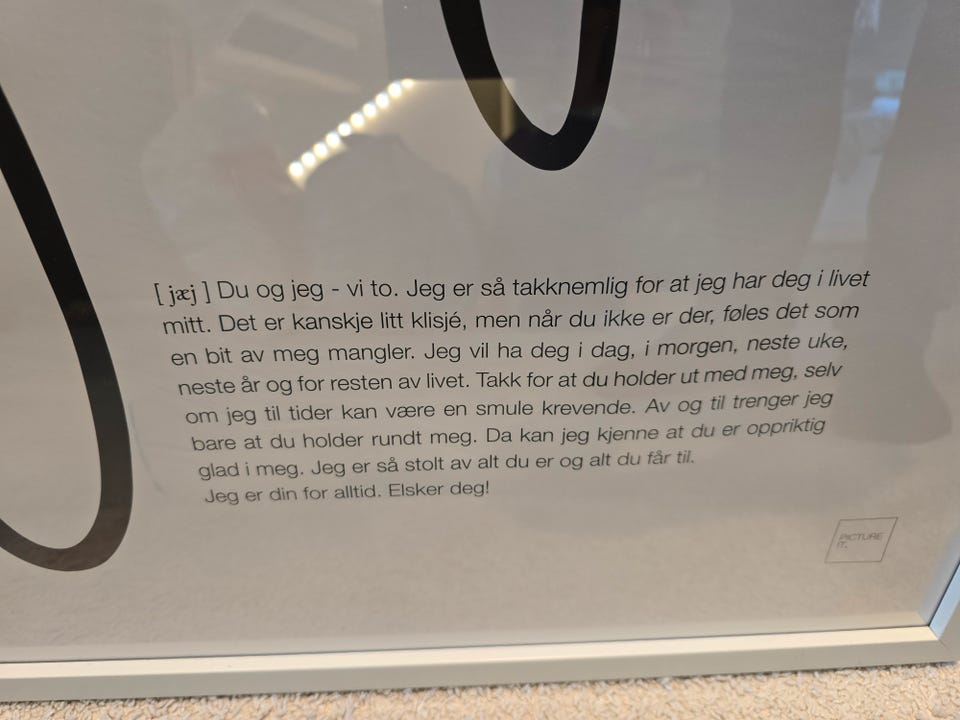 [ jæj ] Du og jeg - vi to. Jeg er så takknemlig for at jeg har deg i livet
mitt. Det er kanskje litt klisjé, men når du ikke er der, føles det som
en bit av meg mangler. Jeg vil ha deg i dag, i morgen, neste uke,
neste år og for resten av livet. Takk for at du holder ut med meg, selv
om jeg til tider kan være en smule krevende. Av og til trenger jeg
bare at du holder rundt meg. Da kan jeg kjenne at du er oppriktig
glad i meg. Jeg er så stolt av alt du er og alt du får til.
Jeg er din for alltid. Elsker deg!
PICTURE
IT.